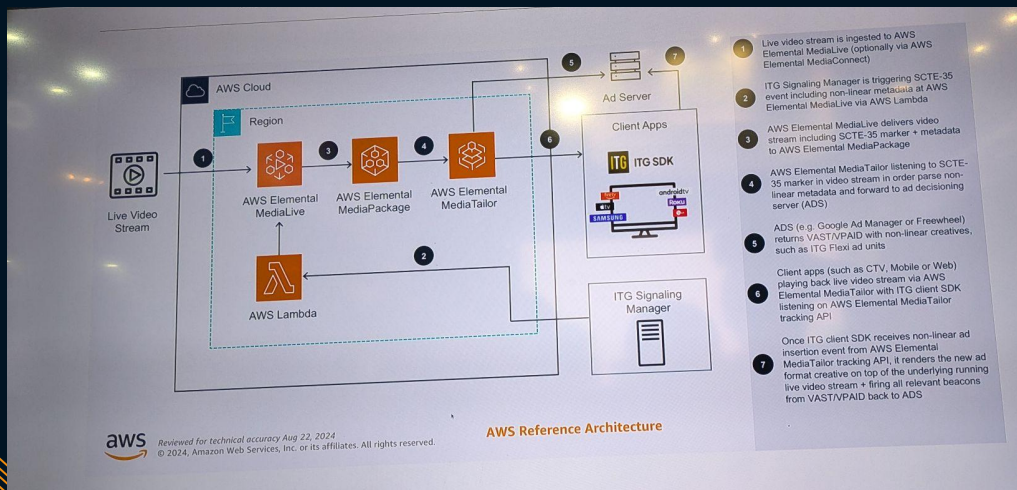 AWS Cloud
Region
1
Live Video
Stream
AWS Elemental
MediaLive
3
AWS Elemental
MediaPackage
4
AWS Elemental
MediaTailor
AWS Lambda
2
5
Ad Server
7
6
Client Apps
ITG ITG SDK
androidtv
tv
Roku
SAMSUNG
ITG Signaling
Manager
1
Live video stream is ingested to AWS
Elemental MediaLive (optionally via AWS
Elemental MediaConnect)
2
ITG Signaling Manager is triggering SCTE-35
event including non-linear metadata at AWS
Elemental MediaLive via AWS Lambda
3
AWS Elemental MediaLive delivers video
stream including SCTE-35 marker + metadata
to AWS Elemental MediaPackage
4
AWS Elemental MediaTailor listening to SCTE-
35 marker in video stream in order parse non-
linear metadata and forward to ad decisioning
server (ADS)
5
ADS (e.g. Google Ad Manager or Freewheel)
returns VAST/VPAID with non-linear creatives,
such as ITG Flexi ad units
6
Client apps (such as CTV, Mobile or Web)
playing back live video stream via AWS
Elemental MediaTailor with ITG client SDK
listening on AWS Elemental MediaTailor
tracking API
7
Once ITG client SDK receives non-linear ad
insertion event from AWS Elemental
MediaTailor tracking API, it renders the new ad
format creative on top of the underlying running
live video stream + firing all relevant beacons
from VAST/VPAID back to ADS
aws
Reviewed for technical accuracy Aug 22, 2024
© 2024, Amazon Web Services, Inc. or its affiliates. All rights reserved.
AWS Reference Architecture